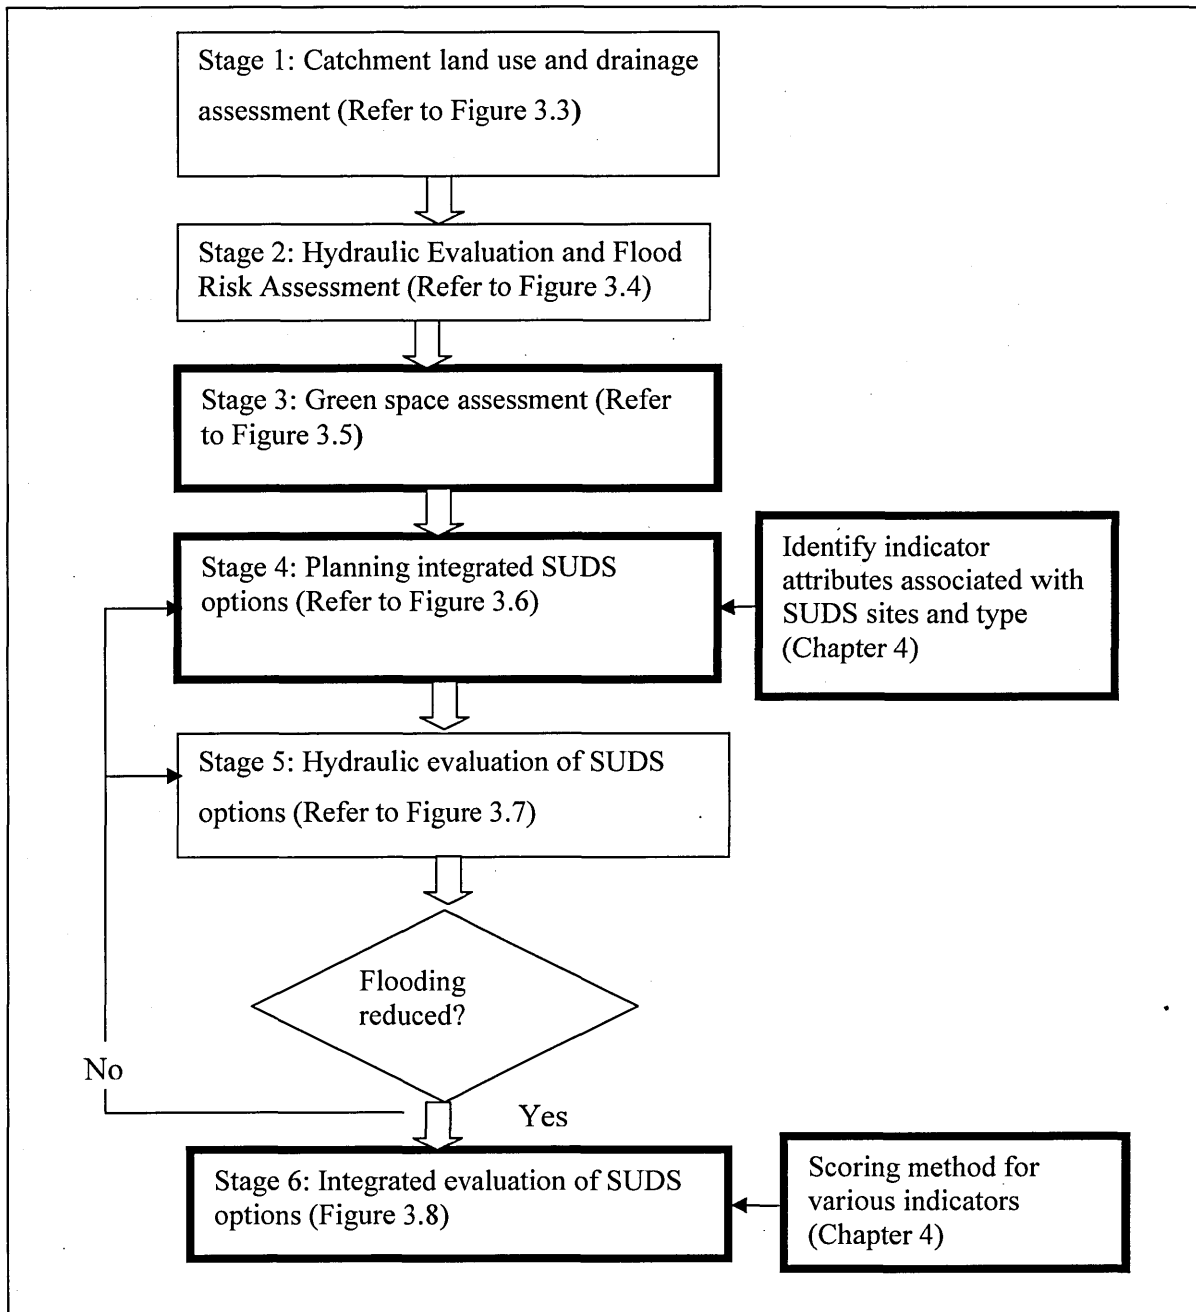 Stage 1: Catchment land use and drainage
assessment (Refer to Figure 3.3)
Stage 2: Hydraulic Evaluation and Flood
Risk Assessment (Refer to Figure 3.4)
Stage 3: Green space assessment (Refer
to Figure 3.5)
Stage 4: Planning integrated SUDS
options (Refer to Figure 3.6)
Identify indicator
attributes associated with
SUDS sites and type
(Chapter 4)
Stage 5: Hydraulic evaluation of SUDS
options (Refer to Figure 3.7)
Flooding
reduced?
No
Yes
Stage 6: Integrated evaluation of SUDS
options (Figure 3.8)
Scoring method for
various indicators
(Chapter 4)